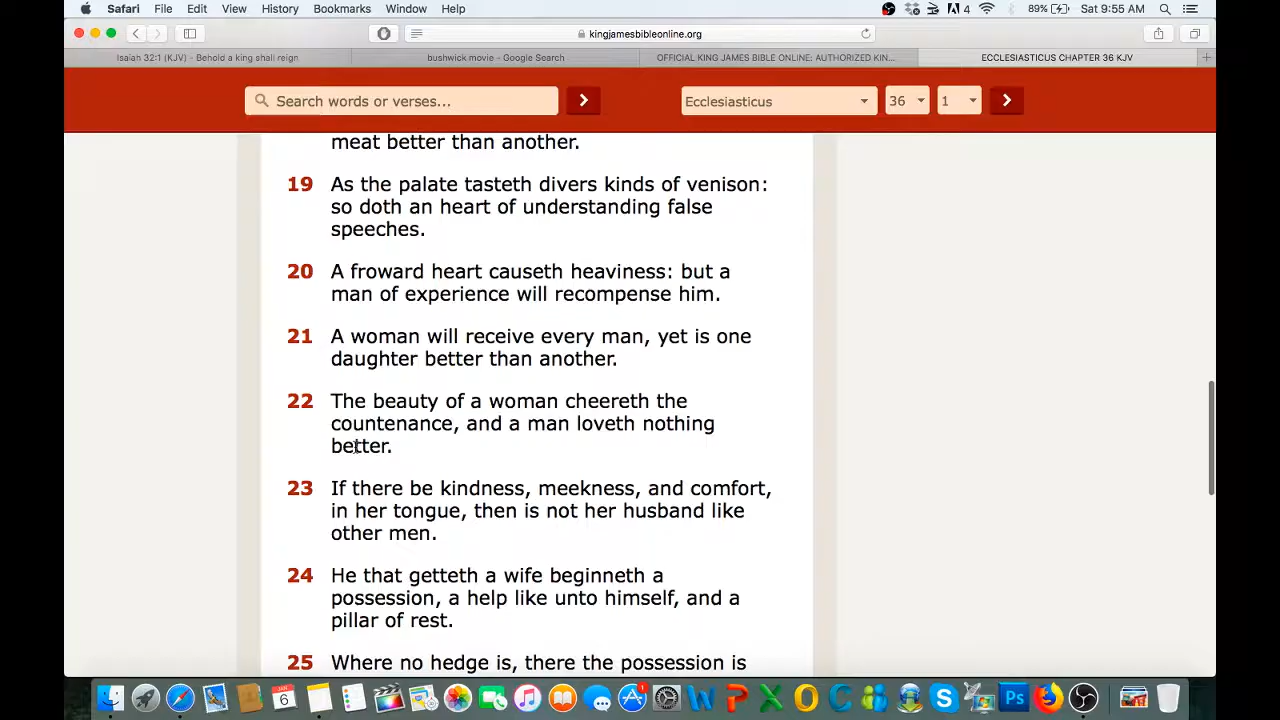 Safari File Edit View History Bookmarks Window Help
4 89% Sat 9:55 AM
kingjamesbibleonline.org
Isaiah 32:1 (KJV) - Behold a king shall reign
bushwick movie - Google Search
OFFICIAL KING JAMES BIBLE ONLINE: AUTHORIZED KIN...
ECCLESIASTICUS CHAPTER 36 KJV
Search words or verses...
Ecclesiasticus 36 1
meat better than another.
19 As the palate tasteth divers kinds of venison:
so doth an heart of understanding false
speeches.
20 A froward heart causeth heaviness: but a
man of experience will recompense him.
21 A woman will receive every man, yet is one
daughter better than another.
22 The beauty of a woman cheereth the
countenance, and a man loveth nothing
better.
23 If there be kindness, meekness, and comfort,
in her tongue, then is not her husband like
other men.
24 He that getteth a wife beginneth a
possession, a help like unto himself, and a
pillar of rest.
25 Where no hedge is, there the possession is
JAN
6